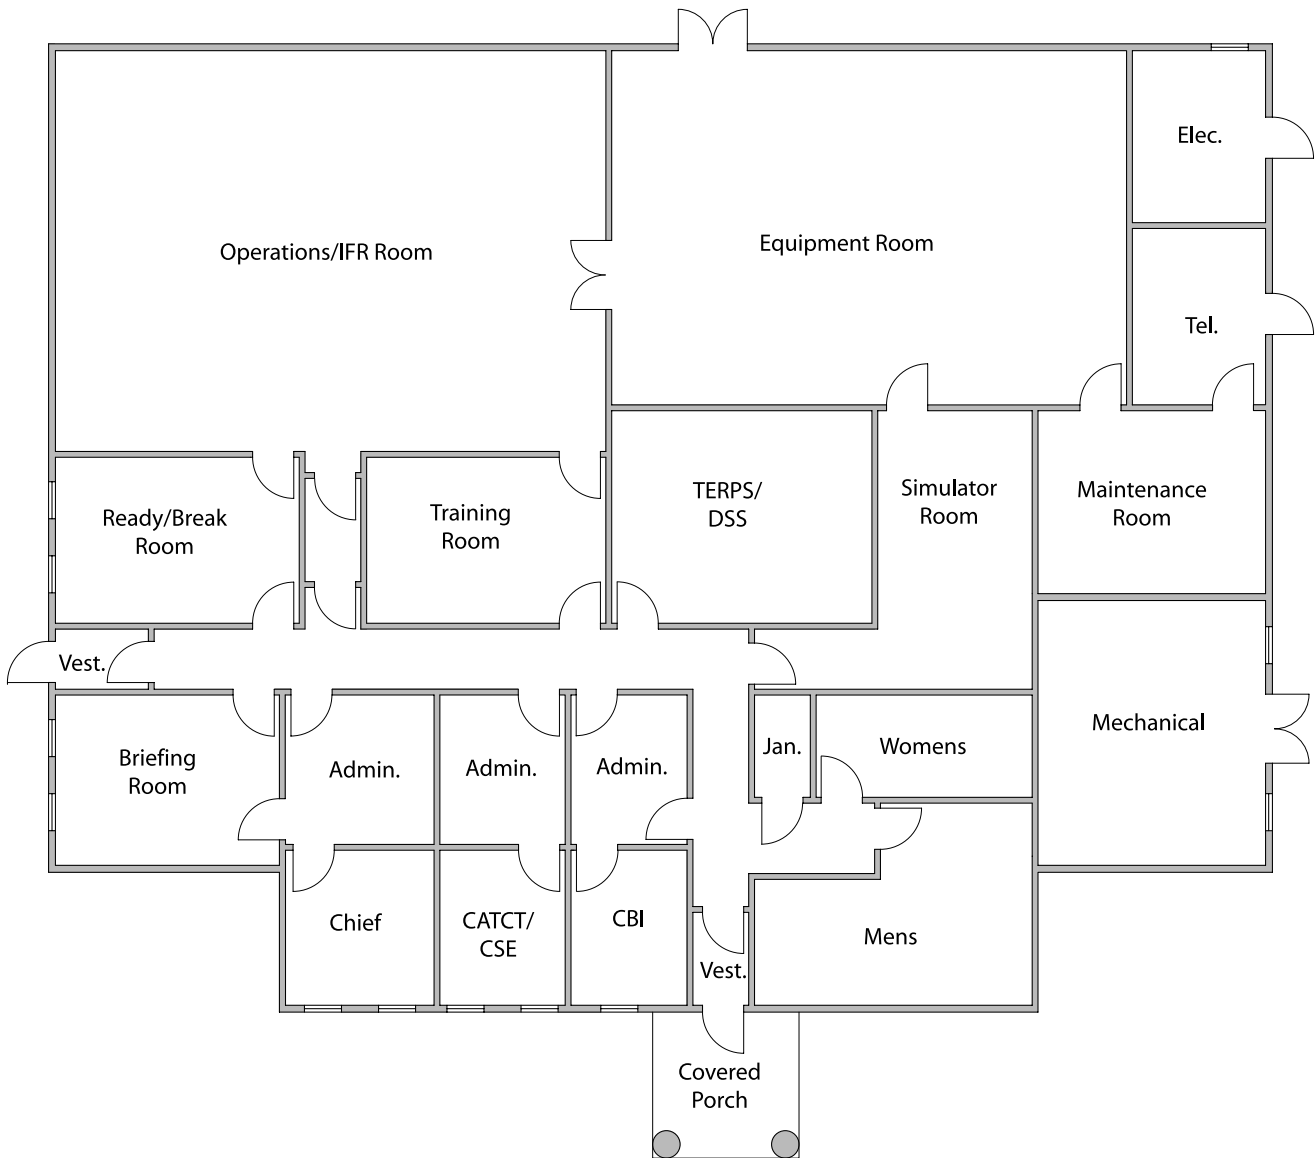 Elec.
Operations/IFR Room
Equipment Room
Tel.
Ready/Break
Room
Training
Room
TERPS/
DSS
Simulator
Room
Maintenance
Room
Vest.
Briefing
Room
Admin.
Admin.
Admin.
Jan.
Womens
Mechanical
Chief
CATCT/
CSE
CBI
Vest.
Mens
Covered
Porch